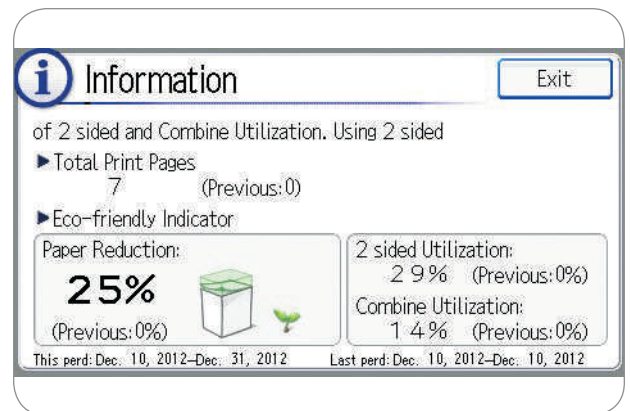 i Information
Exit
of 2 sided and Combine Utilization. Using 2 sided
▶Total Print Pages
7 (Previous:0)
▶Eco-friendly Indicator
Paper Reduction:
25%
(Previous:0%)
2 sided Utilization:
29% (Previous:0%)
Combine Utilization:
14% (Previous:0%)
This perd: Dec. 10, 2012–Dec. 31, 2012
Last perd: Dec. 10, 2012–Dec. 10, 2012